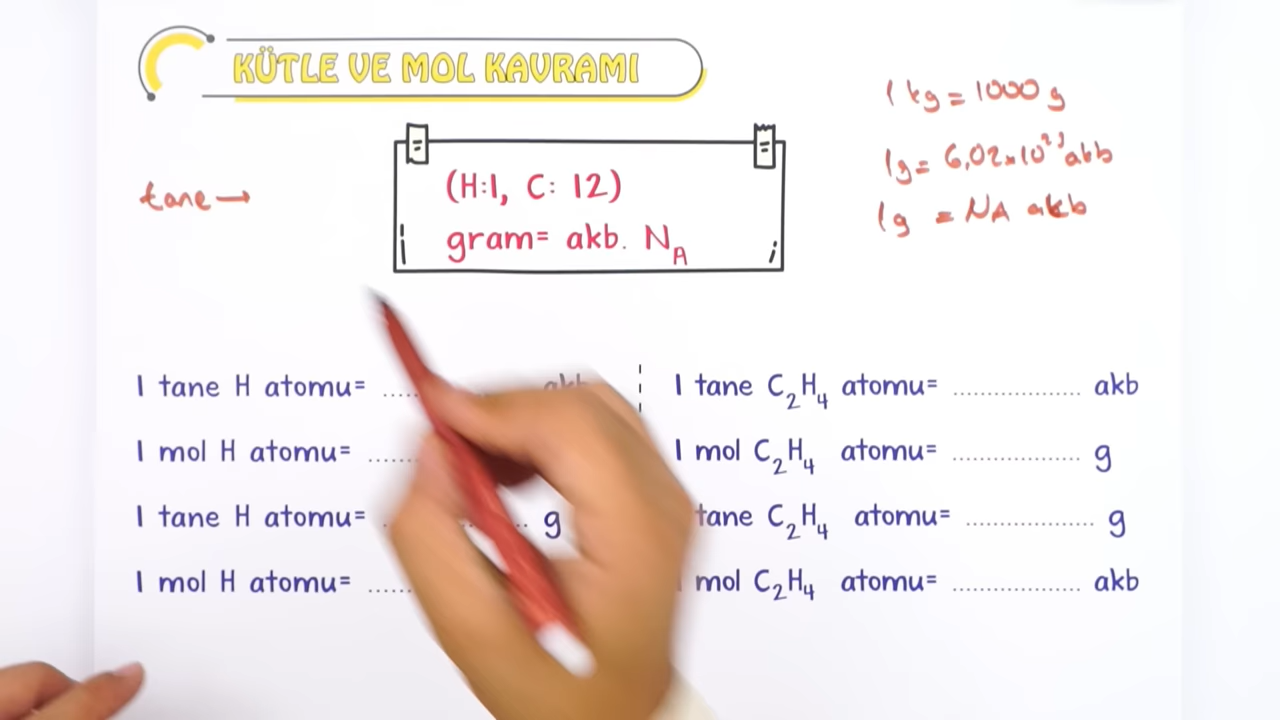 KÜTLE VE MOL KAVRAMI
1 kg = 1000 g
1g = 6,02x10²³ akb
1g = NA akb
tane →
(H:1, C: 12)
gram= akb. N_A
1 tane H atomu= ..... akb
1 mol H atomu= .....
1 tane H atomu= ..... g
1 mol H atomu= .....
1 tane C₂H₄ atomu= .................. akb
1 mol C₂H₄ atomu= .................. g
tane C₂H₄ atomu= .................. g
mol C₂H₄ atomu= .................. akb